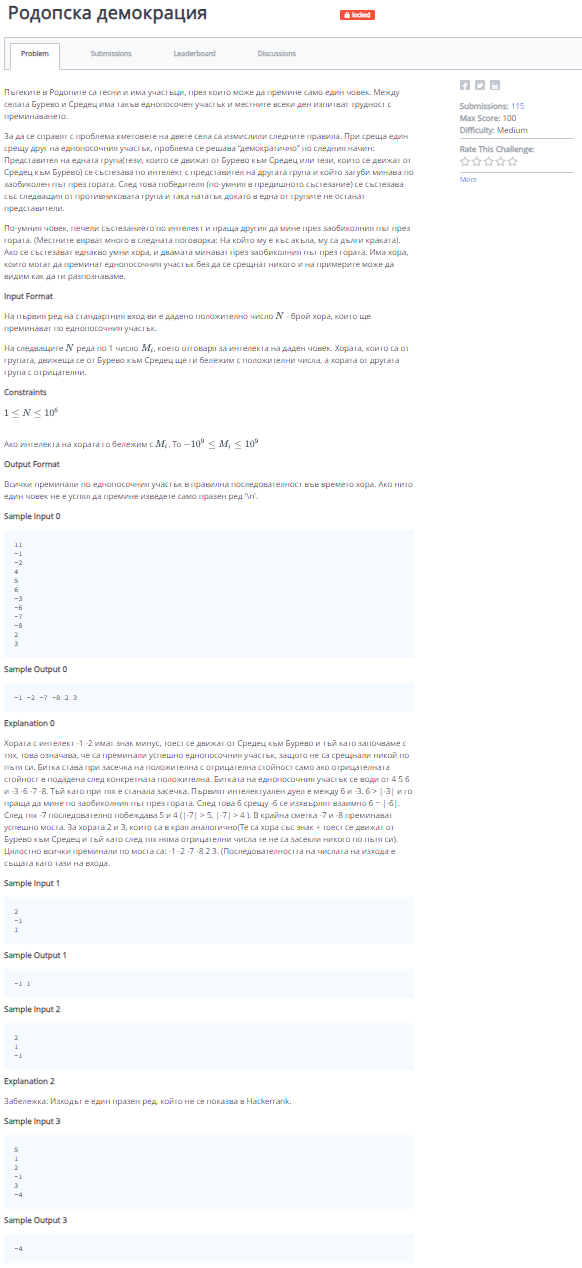 Родопска демокрация
locked
Problem
Submissions
Leaderboard
Discussions
Submissions: 115
Max Score: 100
Difficulty: Medium
Rate This Challenge:
More
Пътеките в Родопите са тесни и има участъци, през които може да премине само един човек. Между
селата Бурево и Средец има такъв еднопосочен участък и местните всеки ден изпитват трудност с
преминаването.
За да се справят с проблема кметовете на двете села са измислили следните правила. При среща един
срещу друг на еднопосочния участък, проблема се решава "демократично" по следния начин:
Представител на едната група(тези, които се движат от Бурево към Средец или тези, които се движат от
Средец към Бурево) се състезава по интелект с представител на другата група и който загуби минава по
заобиколен път през гората. След това победителя (по-умния в предишното състезание) се състезава
със следващия от противниковата група и така нататък докато в една от групите не останат
представители.
По-умния човек, печели състезанието по интелект и праща другия да мине през заобиколния път през
гората. (Местните вярват много в следната поговорка: На който му е къс акъла, му са дълги краката).
Ако се състезават еднакво умни хора, и двамата минават през заобиколния път през гората. Има хора,
които могат да преминат еднопосочния участък без да се срещнат никого и на примерите може да
видим как да ги разпознаваме.
Input Format
На първия ред на стандартния вход ви е дадено положително число N - брой хора, които ще
преминават по еднопосочния участък.
На следващите N реда по 1 число Mᵢ, което отговаря за интелекта на даден човек. Хората, които са от
групата, движеща се от Бурево към Средец ще ги бележим с положителни числа, а хората от другата
група с отрицателни.
Constraints
1 ≤ N ≤ 10⁶
Ако интелекта на хората го бележим с Mᵢ. То −10⁹ ≤ Mᵢ ≤ 10⁹
Output Format
Всички преминали по еднопосочния участък в правилна последователност във времето хора. Ако нито
един човек не е успял да премине изведете само празен ред '\n'.
Sample Input 0
11
-1
-2
4
5
6
-3
-6
-7
-8
2
3
Sample Output 0
-1 -2 -7 -8 2 3
Explanation 0
Хората с интелект -1 -2 имат знак минус, тоест се движат от Средец към Бурево и тъй като започваме с
тях, това означава, че са преминали успешно еднопосочния участък, защото не са срещнали никой по
пътя си. Битка става при засечка на положителна с отрицателна стойност само ако отрицателната
стойност е подадена след конкретната положителна. Битката на еднопосочния участък се води от 4 5 6
и -3 -6 -7 -8. Тъй като при тях е станала засечка. Първият интелектуален дуел е между 6 и -3. 6 > |-3| и го
праща да мине по заобиколния път през гората. След това 6 срещу -6 се изхвърлят взаимно 6 = |-6|.
След тях -7 последователно побеждава 5 и 4 (|-7| > 5, |-7| > 4 ). В крайна сметка -7 и -8 преминават
успешно моста. За хората 2 и 3, които са в края аналогично(Те са хора със знак + тоест се движат от
Бурево към Средец и тъй като след тях няма отрицателни числа те не са засекли никого по пътя си).
Цялостно всички преминали по моста са: -1 -2 -7 -8 2 3. (Последователността на числата на изхода е
същата като тази на входа.
Sample Input 1
2
-1
1
Sample Output 1
-1 1
Sample Input 2
2
1
-1
Explanation 2
Забележка: Изходът е един празен ред, който не се показва в Hackerrank.
Sample Input 3
5
1
2
-1
3
-4
Sample Output 3
-4